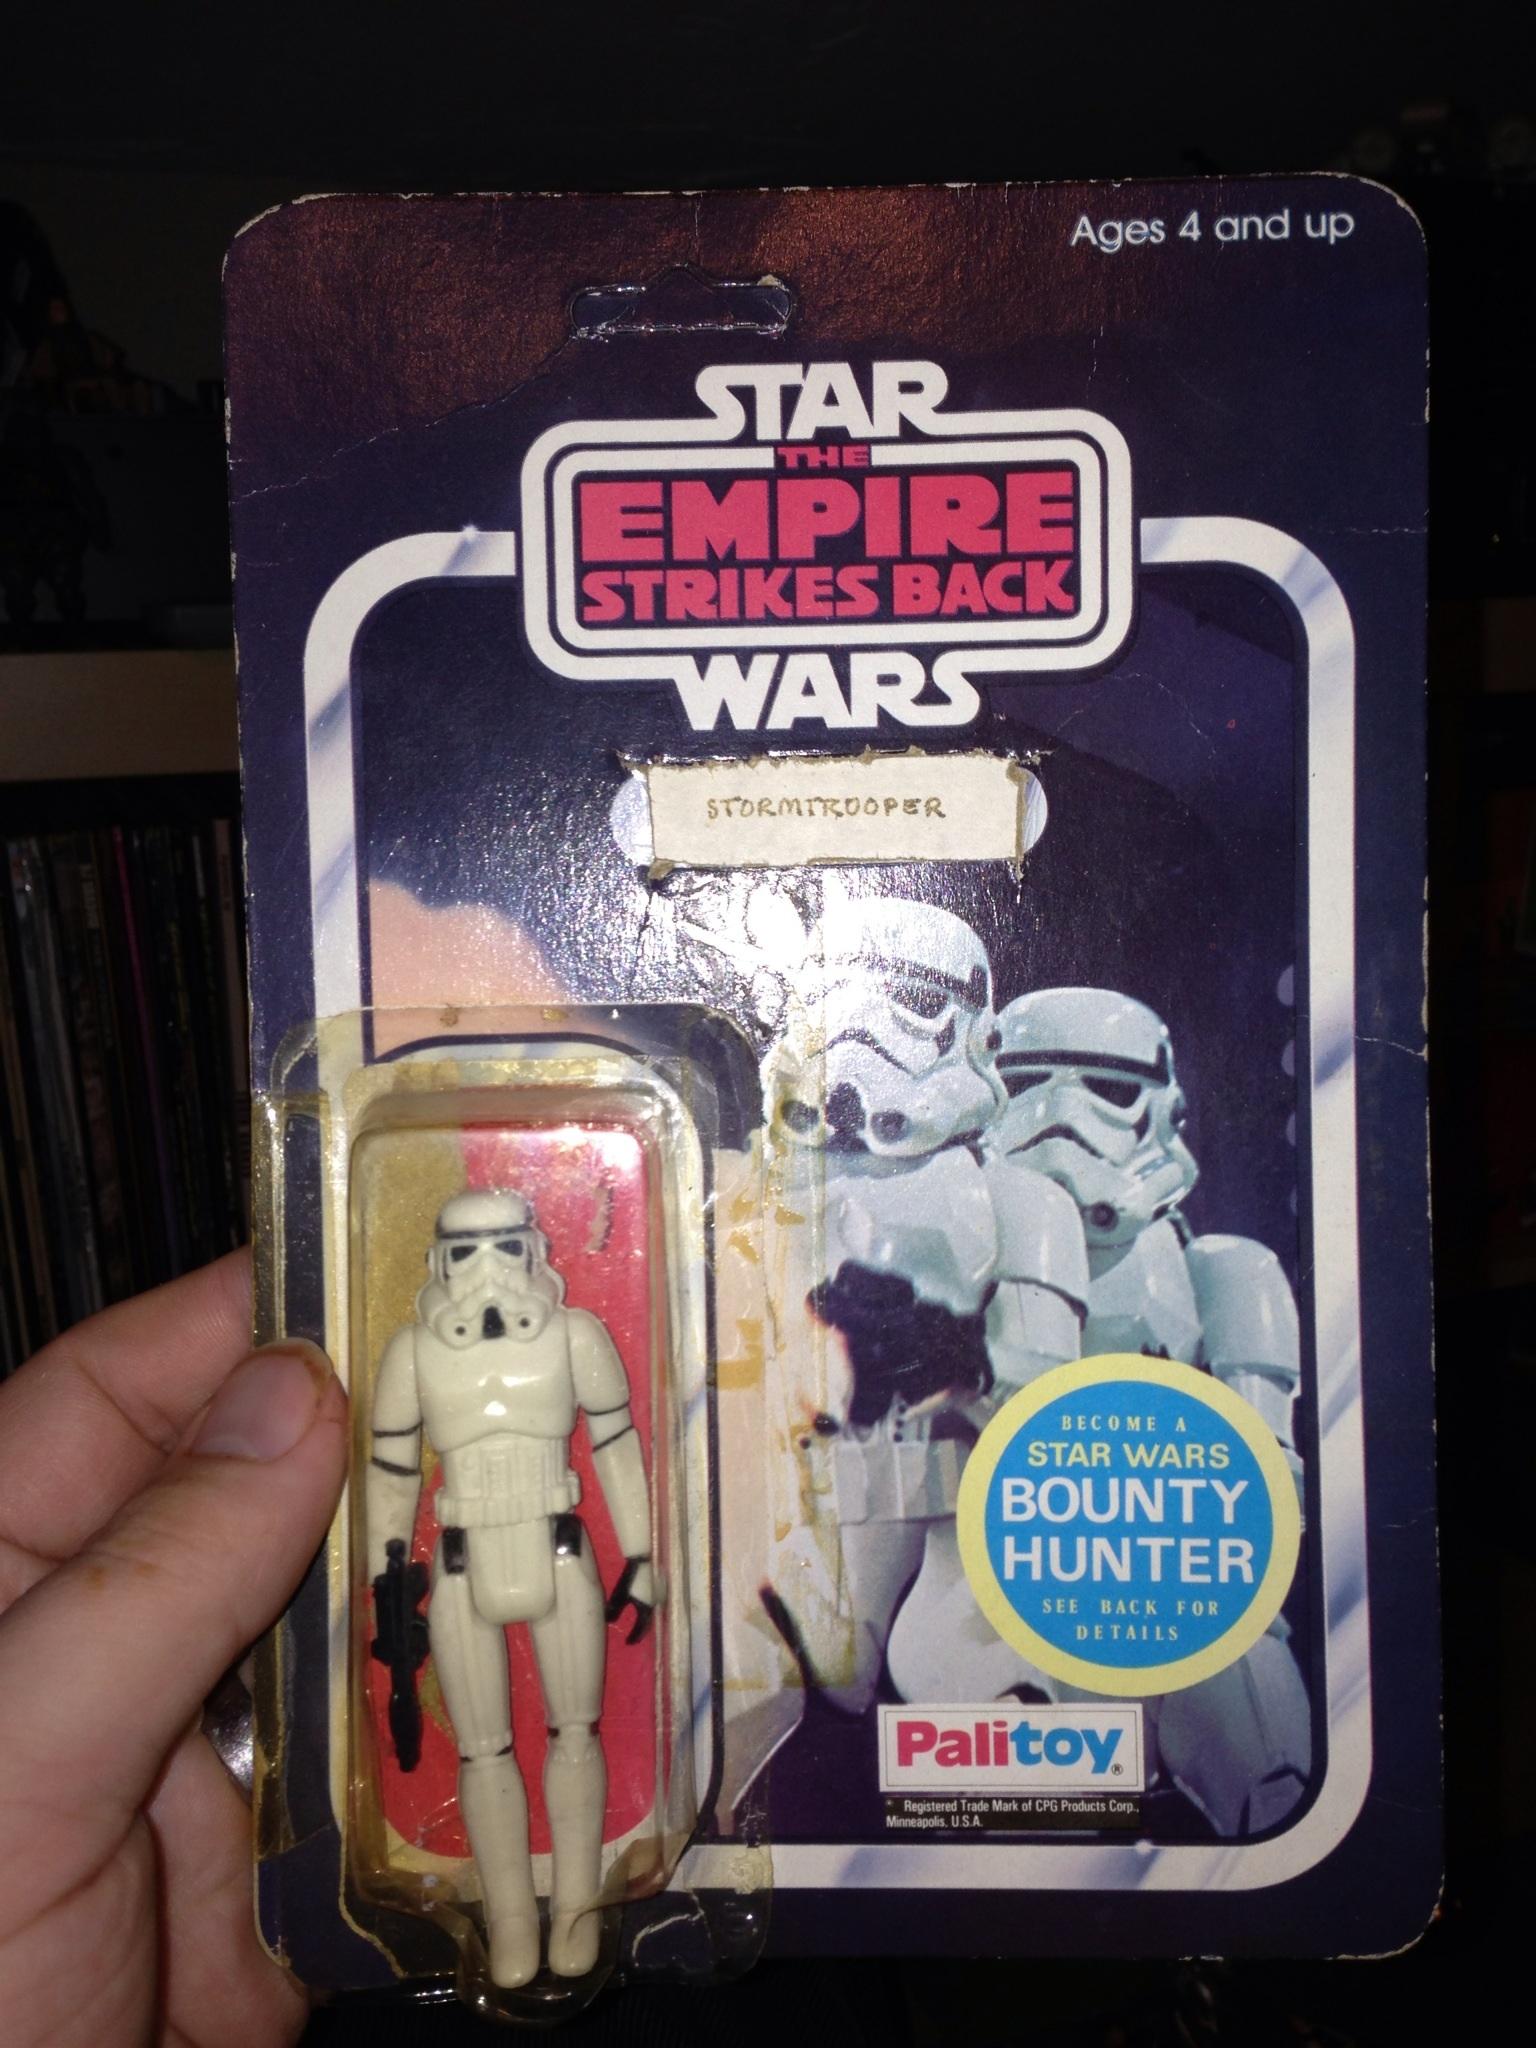 Ages 4 and up
STAR
THE
EMPIRE
STRIKES BACK
WARS
STORMTROOPER
BECOME A
STAR WARS
BOUNTY
HUNTER
SEE BACK FOR
DETAILS
Palitoy®
Registered Trade Mark of CPG Products Corp.,
Minneapolis, U.S.A.